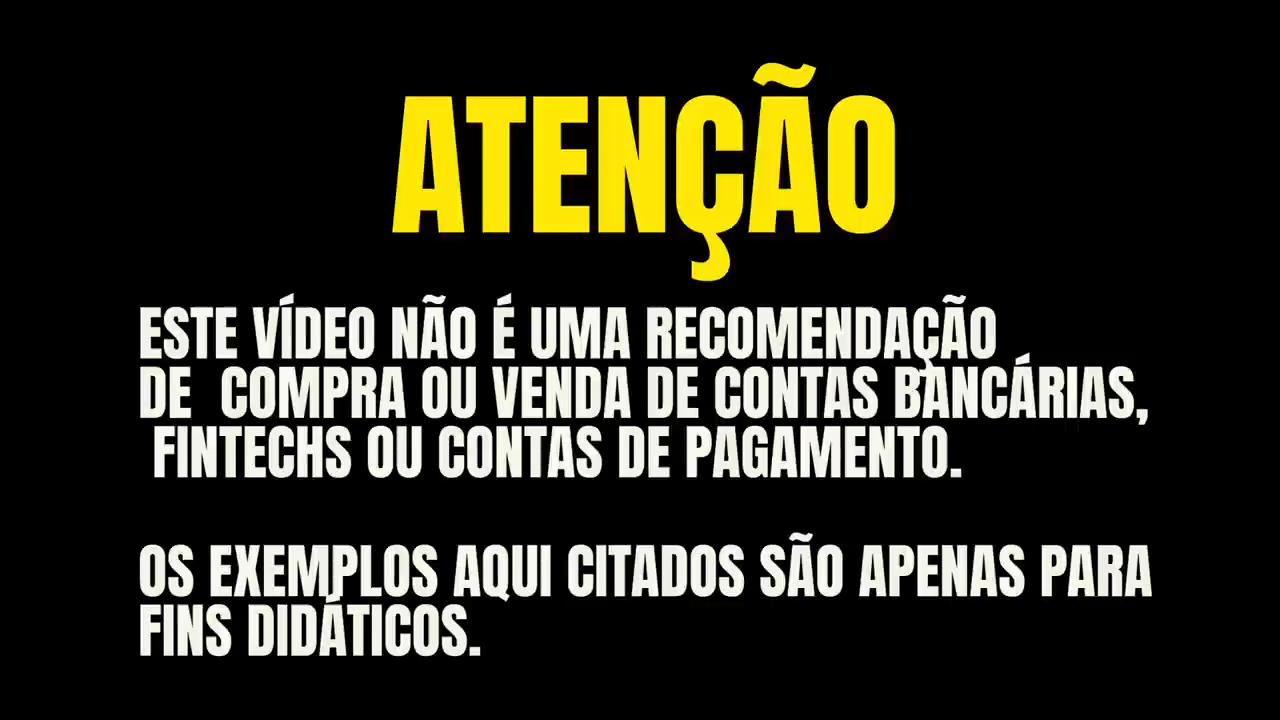 ATENÇÃO
ESTE VÍDEO NÃO É UMA RECOMENDAÇÃO
DE COMPRA OU VENDA DE CONTAS BANCÁRIAS,
FINTECHS OU CONTAS DE PAGAMENTO.
OS EXEMPLOS AQUI CITADOS SÃO APENAS PARA
FINS DIDÁTICOS.